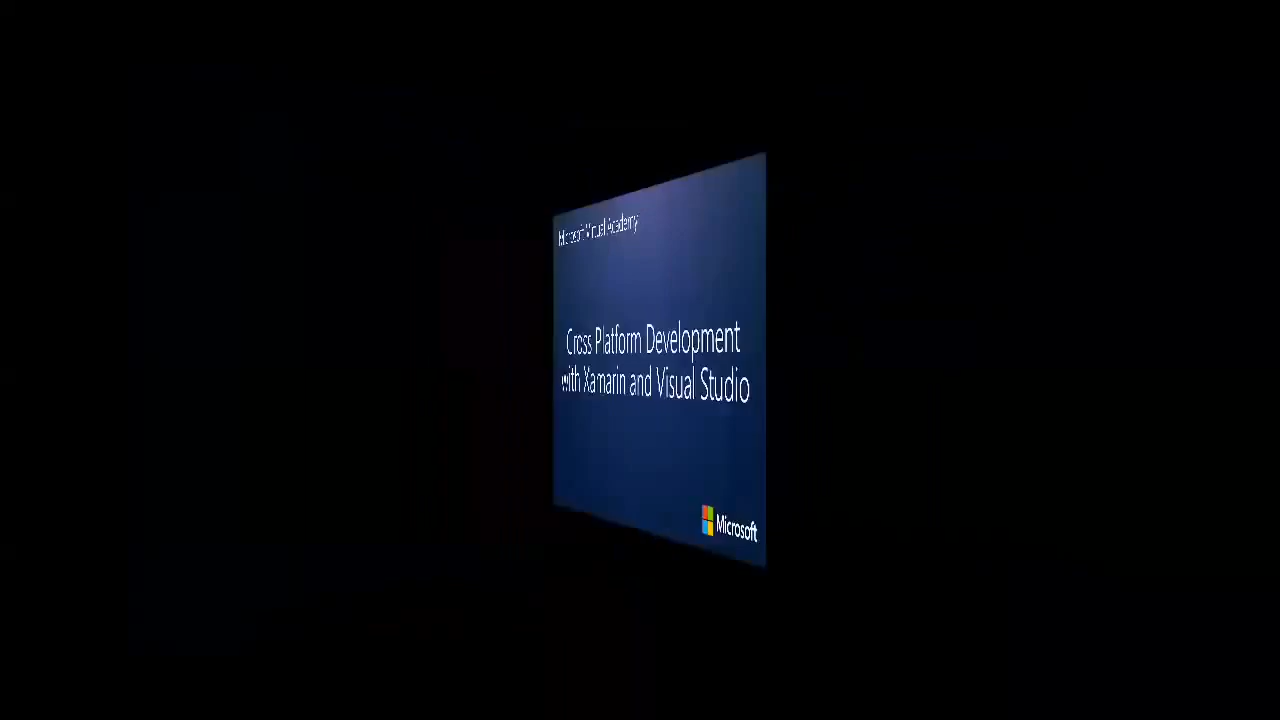 Microsoft Virtual Academy
Cross Platform Development
with Xamarin and Visual Studio
Microsoft